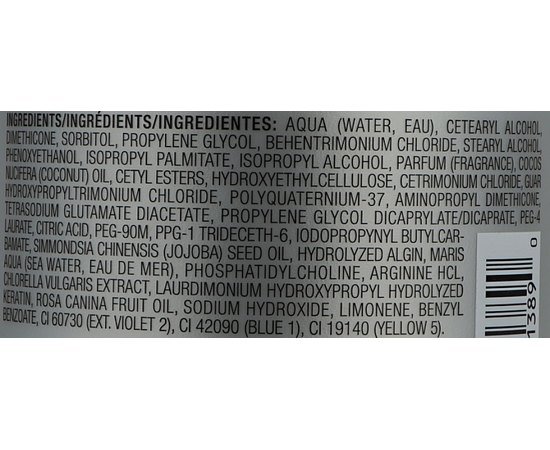 INGREDIENTS/INGRÉDIENTS/INGREDIENTES: AQUA (WATER, EAU), CETEARYL ALCOHOL,
DIMETHICONE, SORBITOL, PROPYLENE GLYCOL, BEHENTRIMONIUM CHLORIDE, STEARYL ALCOHOL,
PHENOXYETHANOL, ISOPROPYL PALMITATE, ISOPROPYL ALCOHOL, PARFUM (FRAGRANCE), COCOS
NUCIFERA (COCONUT) OIL, CETYL ESTERS, HYDROXYETHYLCELLULOSE, CETRIMONIUM CHLORIDE, GUAR
HYDROXYPROPYLTRIMONIUM CHLORIDE, POLYQUATERNIUM-37, AMINOPROPYL DIMETHICONE,
TETRASODIUM GLUTAMATE DIACETATE, PROPYLENE GLYCOL DICAPRYLATE/DICAPRATE, PEG-4
LAURATE, CITRIC ACID, PEG-90M, PPG-1 TRIDECETH-6, IODOPROPYNYL BUTYLCAR-
BAMATE, SIMMONDSIA CHINENSIS (JOJOBA) SEED OIL, HYDROLYZED ALGIN, MARIS
AQUA (SEA WATER, EAU DE MER), PHOSPHATIDYLCHOLINE, ARGININE HCL,
CHLORELLA VULGARIS EXTRACT, LAURDIMONIUM HYDROXYPROPYL HYDROLYZED
KERATIN, ROSA CANINA FRUIT OIL, SODIUM HYDROXIDE, LIMONENE, BENZYL
BENZOATE, CI 60730 (EXT. VIOLET 2), CI 42090 (BLUE 1), CI 19140 (YELLOW 5).
0
1389